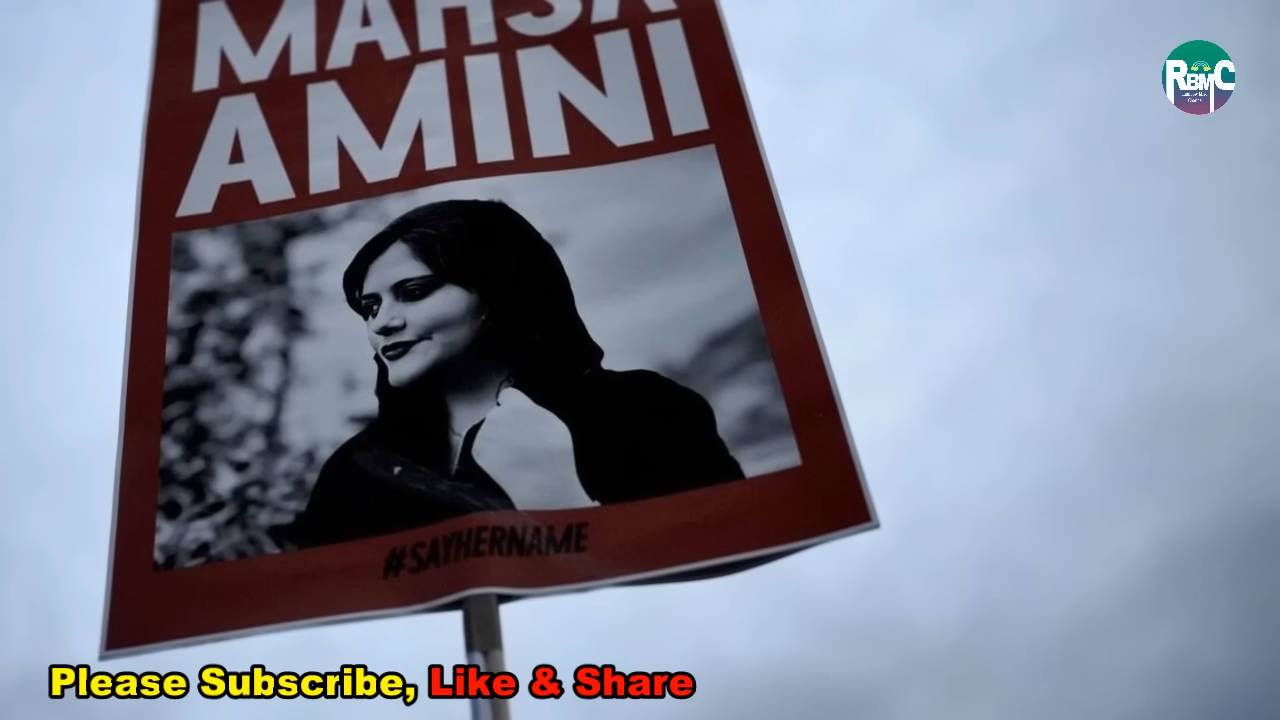 MAHSA
AMINI
#SAYHERNAME
RBMC
Please Subscribe, Like & Share